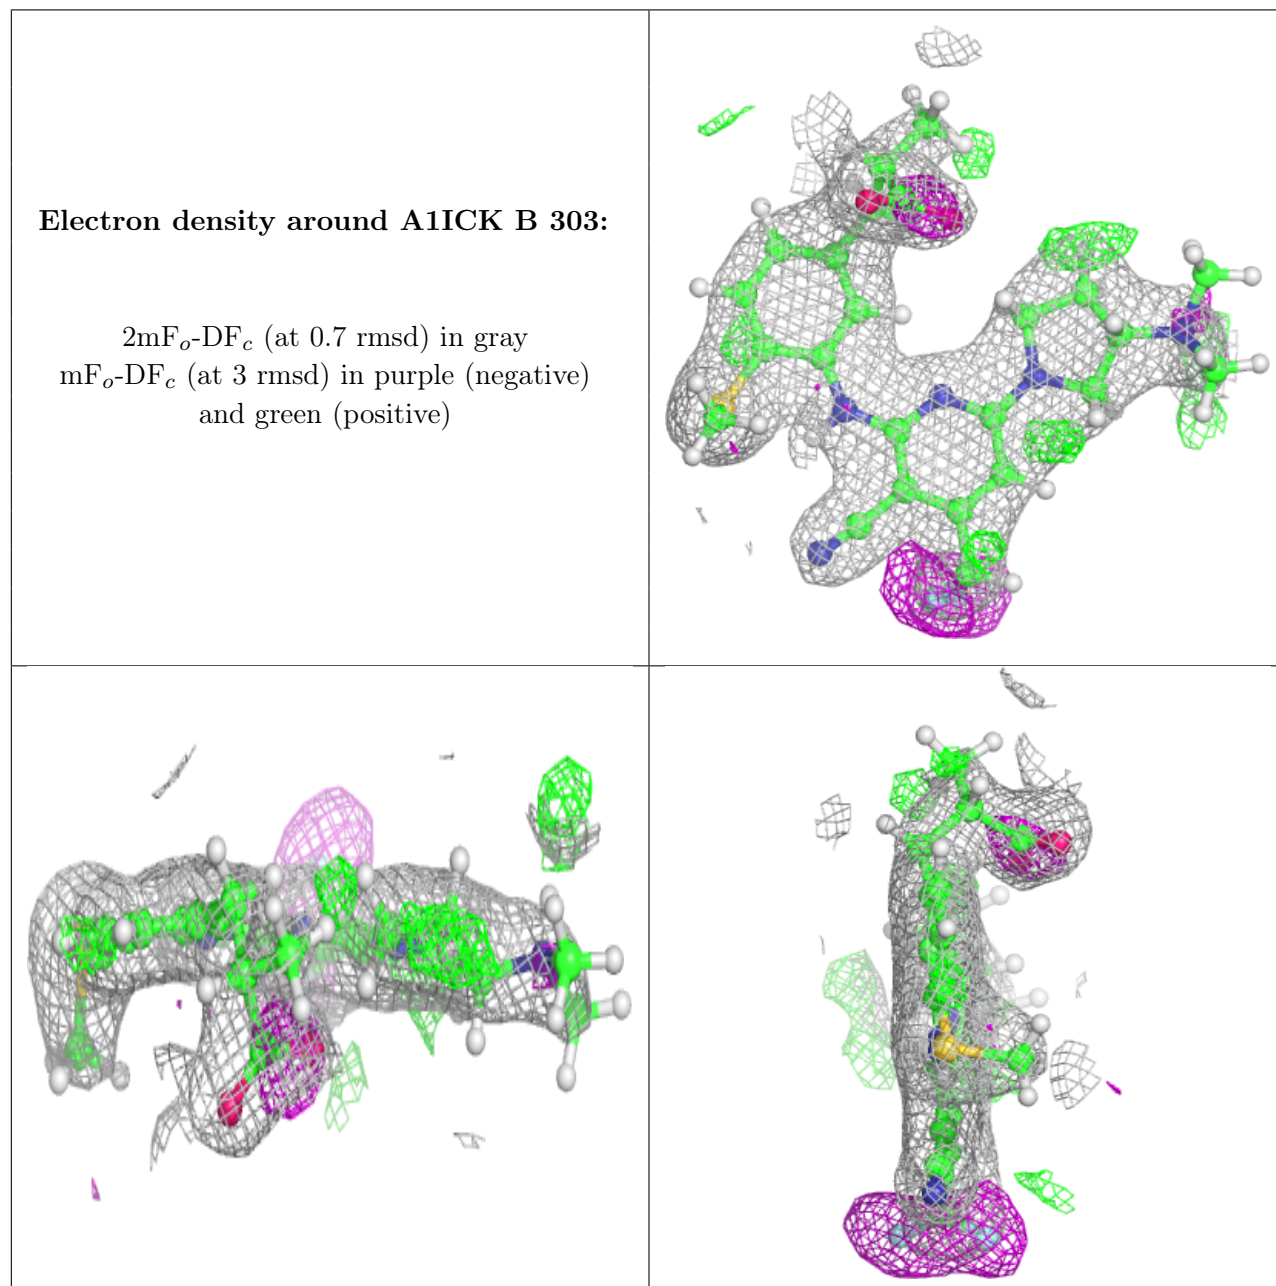 Electron density around A1ICK B 303:
2mFo-DFc (at 0.7 rmsd) in gray
mFo-DFc (at 3 rmsd) in purple (negative)
and green (positive)